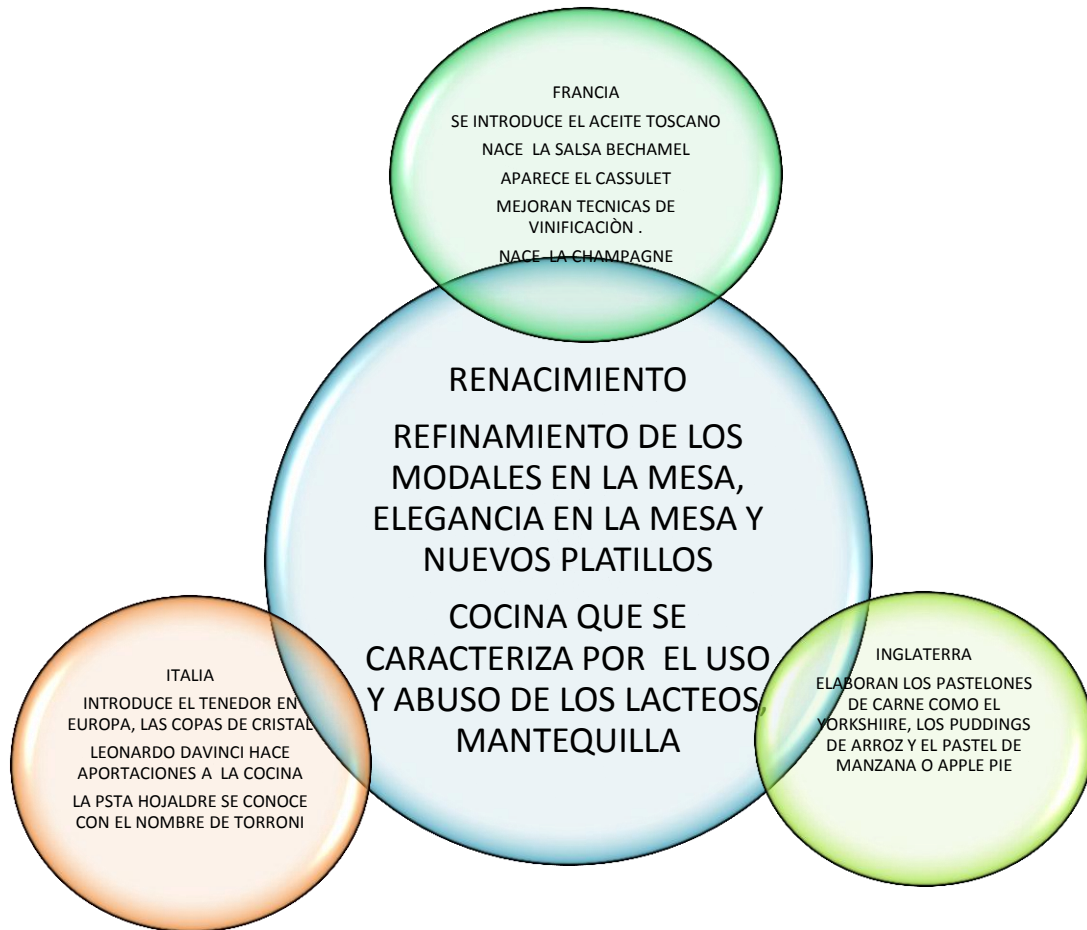 FRANCIA
SE INTRODUCE EL ACEITE TOSCANO
NACE LA SALSA BECHAMEL
APARECE EL CASSULET
MEJORAN TECNICAS DE
VINIFICACIÒN .
NACE LA CHAMPAGNE
RENACIMIENTO
REFINAMIENTO DE LOS
MODALES EN LA MESA,
ELEGANCIA EN LA MESA Y
NUEVOS PLATILLOS
COCINA QUE SE
CARACTERIZA POR EL USO
Y ABUSO DE LOS LACTEOS,
MANTEQUILLA
ITALIA
INTRODUCE EL TENEDOR EN
EUROPA, LAS COPAS DE CRISTAL
LEONARDO DAVINCI HACE
APORTACIONES A LA COCINA
LA PSTA HOJALDRE SE CONOCE
CON EL NOMBRE DE TORRONI
INGLATERRA
ELABORAN LOS PASTELONES
DE CARNE COMO EL
YORKSHIIRE, LOS PUDDINGS
DE ARROZ Y EL PASTEL DE
MANZANA O APPLE PIE